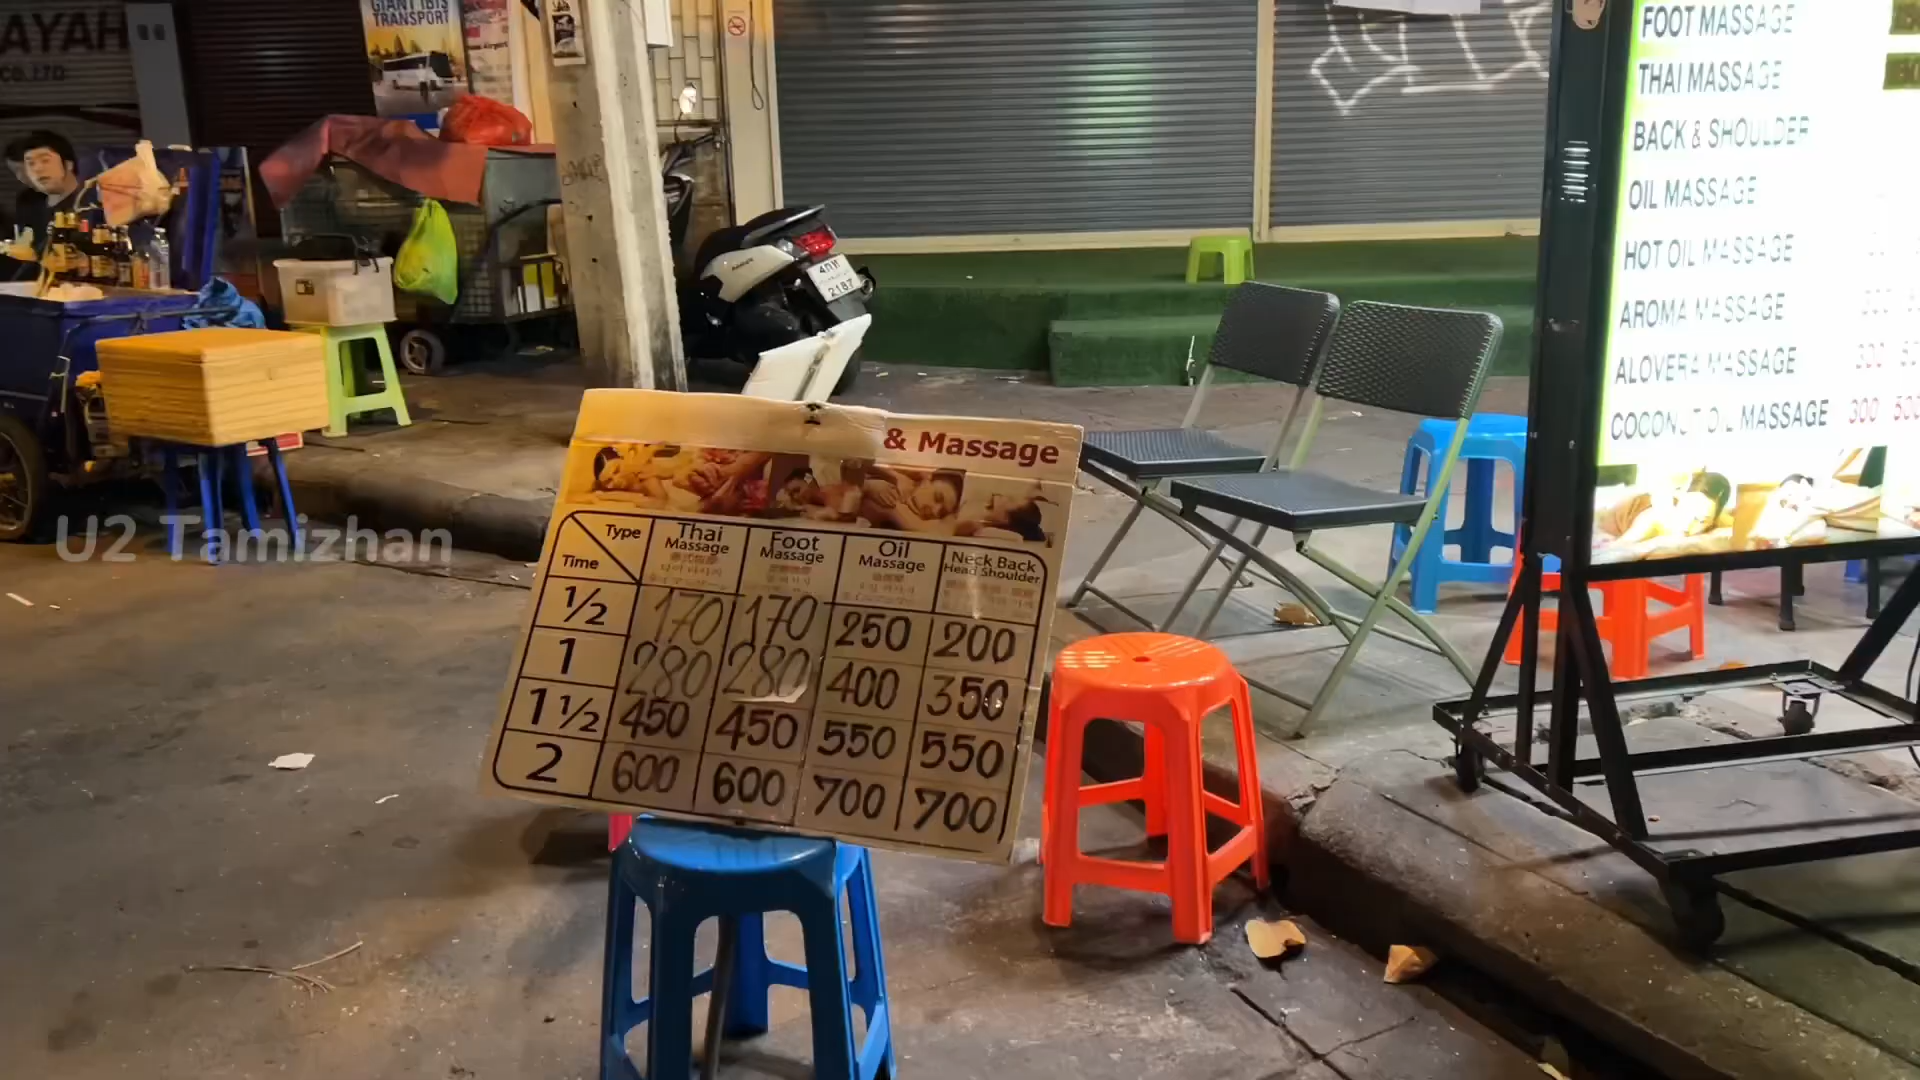 AYAH
CO.,LTD
GIANT IBIS
TRANSPORT
FOOT MASSAGE
THAI MASSAGE
BACK & SHOULDER
OIL MASSAGE
HOT OIL MASSAGE
AROMA MASSAGE
ALOVERA MASSAGE 300
COCONUT OIL MASSAGE 300 500
2187
U2 Tamizhan
& Massage
Type Time Thai Massage Foot Massage Oil Massage Neck Back Head Shoulder
½ 170 170 250 200
1 280 280 400 350
1½ 450 450 550 550
2 600 600 700 700